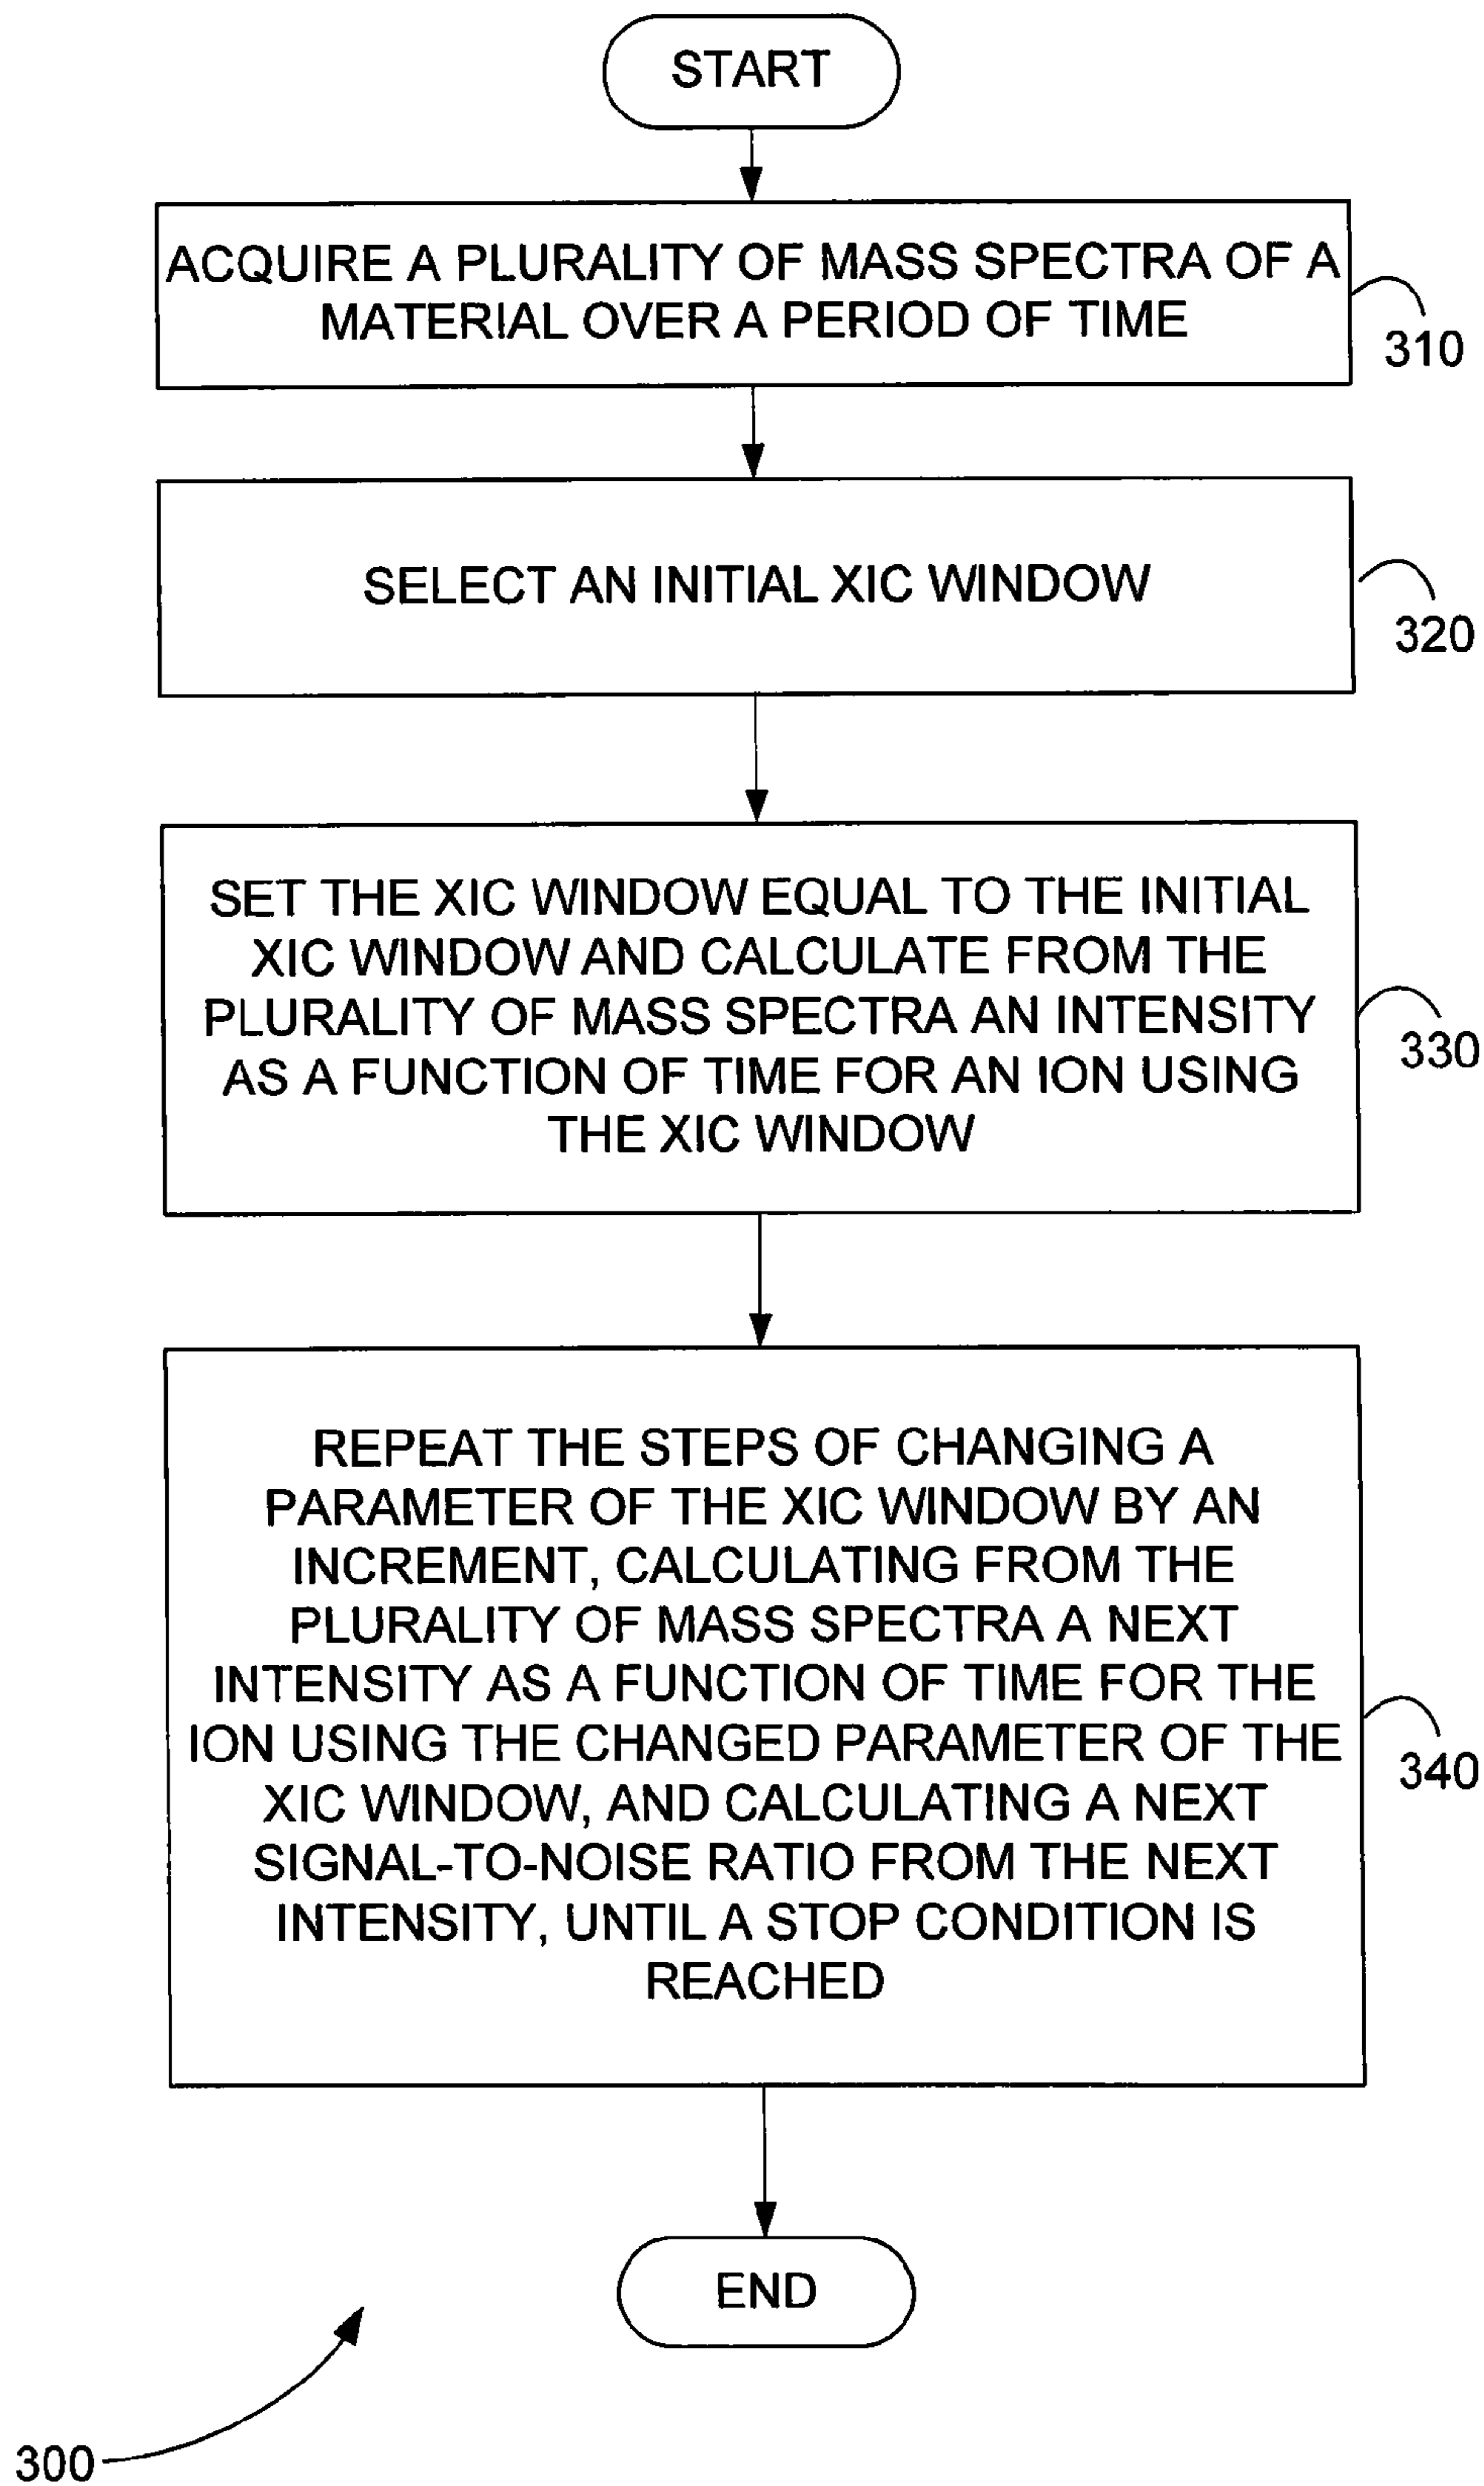 START
ACQUIRE A PLURALITY OF MASS SPECTRA OF A
MATERIAL OVER A PERIOD OF TIME
310
SELECT AN INITIAL XIC WINDOW
320
SET THE XIC WINDOW EQUAL TO THE INITIAL
XIC WINDOW AND CALCULATE FROM THE
PLURALITY OF MASS SPECTRA AN INTENSITY
AS A FUNCTION OF TIME FOR AN ION USING
THE XIC WINDOW
330
REPEAT THE STEPS OF CHANGING A
PARAMETER OF THE XIC WINDOW BY AN
INCREMENT, CALCULATING FROM THE
PLURALITY OF MASS SPECTRA A NEXT
INTENSITY AS A FUNCTION OF TIME FOR THE
ION USING THE CHANGED PARAMETER OF THE
XIC WINDOW, AND CALCULATING A NEXT
SIGNAL-TO-NOISE RATIO FROM THE NEXT
INTENSITY, UNTIL A STOP CONDITION IS
REACHED
340
END
300